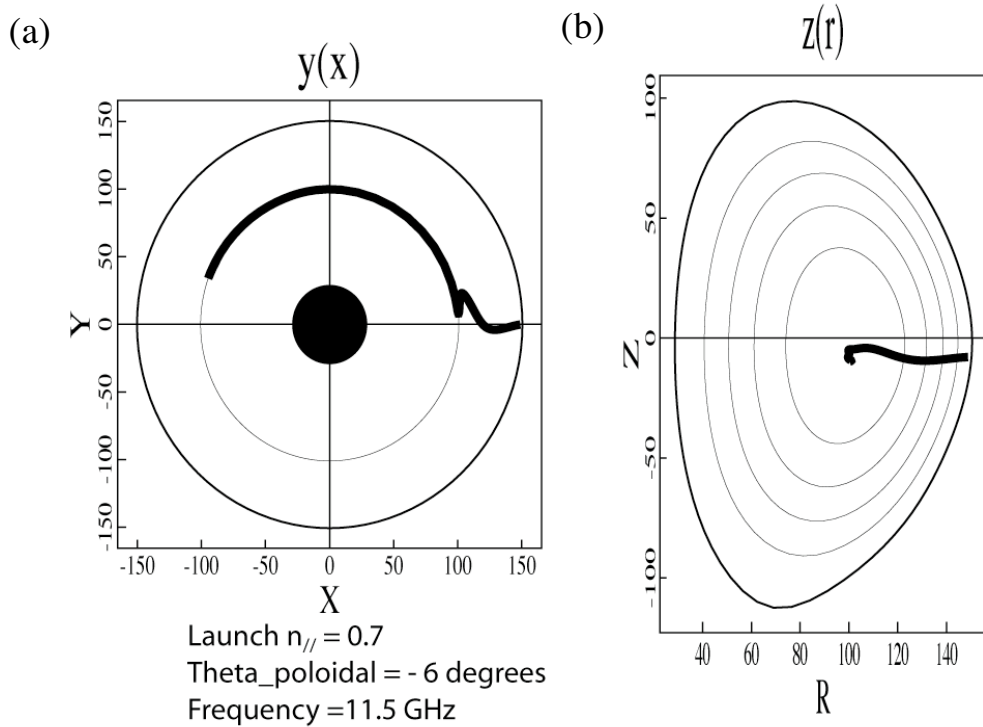 (a)
y(x)
150
100
50
0
-50
-100
-150
Y
-150
-100
-50
0
50
100
150
X
Launch n// = 0.7
Theta_poloidal = - 6 degrees
Frequency =11.5 GHz
(b)
z(r)
100
50
0
-50
-100
Z
40
60
80
100
120
140
R